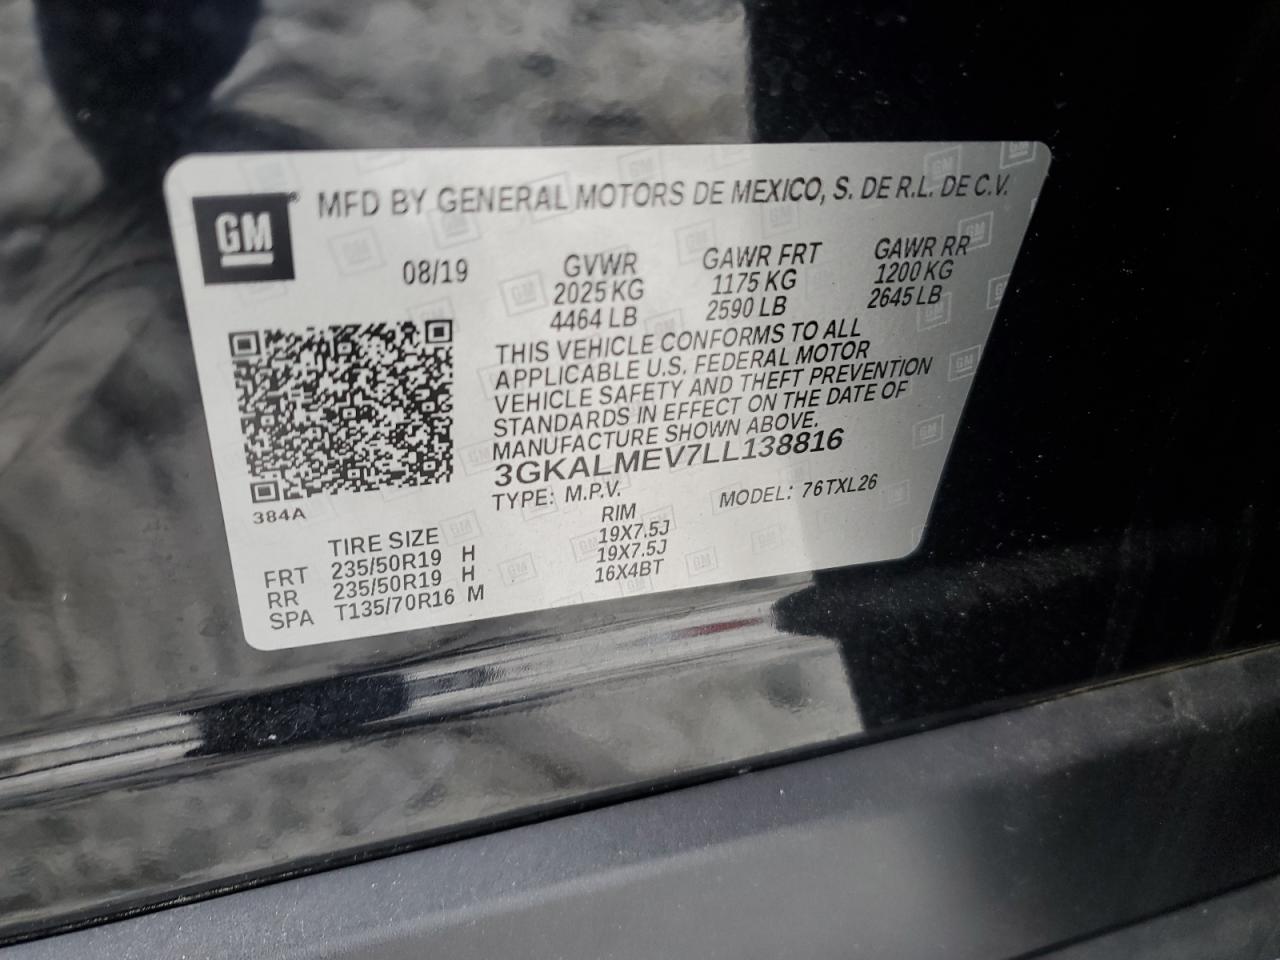 GM® MFD BY GENERAL MOTORS DE MEXICO, S. DE R.L. DE C.V.
08/19 GVWR GAWR FRT GAWR RR
2025 KG 1175 KG 1200 KG
4464 LB 2590 LB 2645 LB
THIS VEHICLE CONFORMS TO ALL
APPLICABLE U.S. FEDERAL MOTOR
VEHICLE SAFETY AND THEFT PREVENTION
STANDARDS IN EFFECT ON THE DATE OF
MANUFACTURE SHOWN ABOVE.
3GKALMEV7LL138816
TYPE: M.P.V. MODEL: 76TXL26
384A
TIRE SIZE RIM
FRT 235/50R19 H 19X7.5J
RR 235/50R19 H 19X7.5J
SPA T135/70R16 M 16X4BT